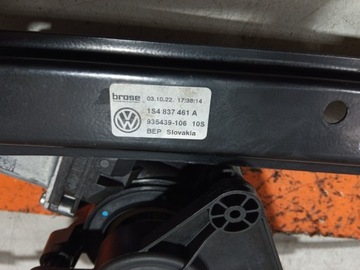 brose 03.10.22. 17:38:14
1S4 837 461 A
935439-106 10S
BEP Slovakia